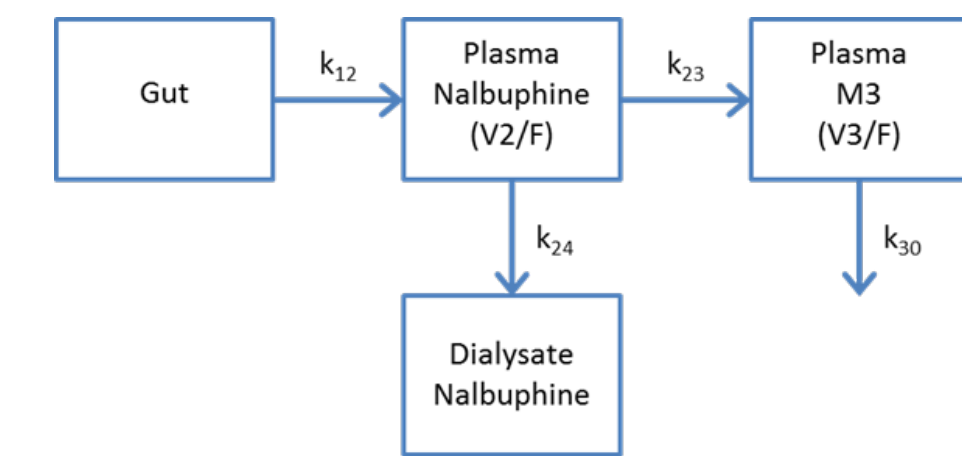 Gut
k12
Plasma
Nalbuphine
(V2/F)
k23
Plasma
M3
(V3/F)
k24
k30
Dialysate
Nalbuphine